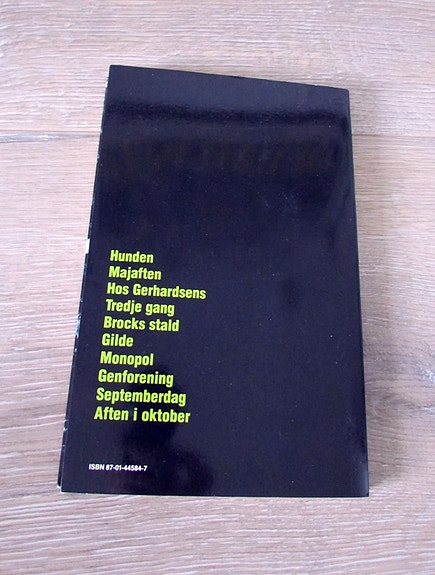 Hunden
Majaften
Hos Gerhardsens
Tredje gang
Brocks stald
Gilde
Monopol
Genforening
Septemberdag
Aften i oktober
ISBN 87-01-44584-7